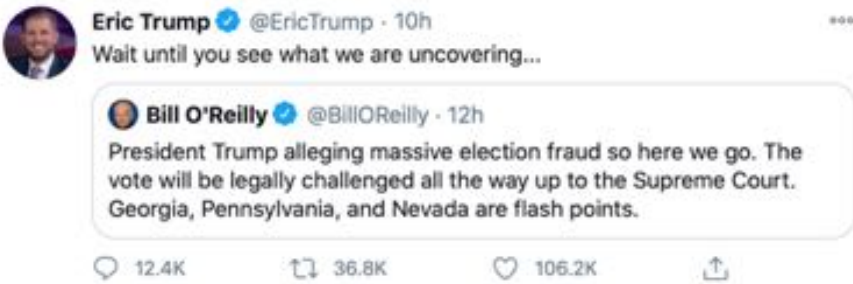 Eric Trump @EricTrump · 10h
Wait until you see what we are uncovering...
Bill O'Reilly @BillOReilly · 12h
President Trump alleging massive election fraud so here we go. The
vote will be legally challenged all the way up to the Supreme Court.
Georgia, Pennsylvania, and Nevada are flash points.
12.4K 36.8K 106.2K